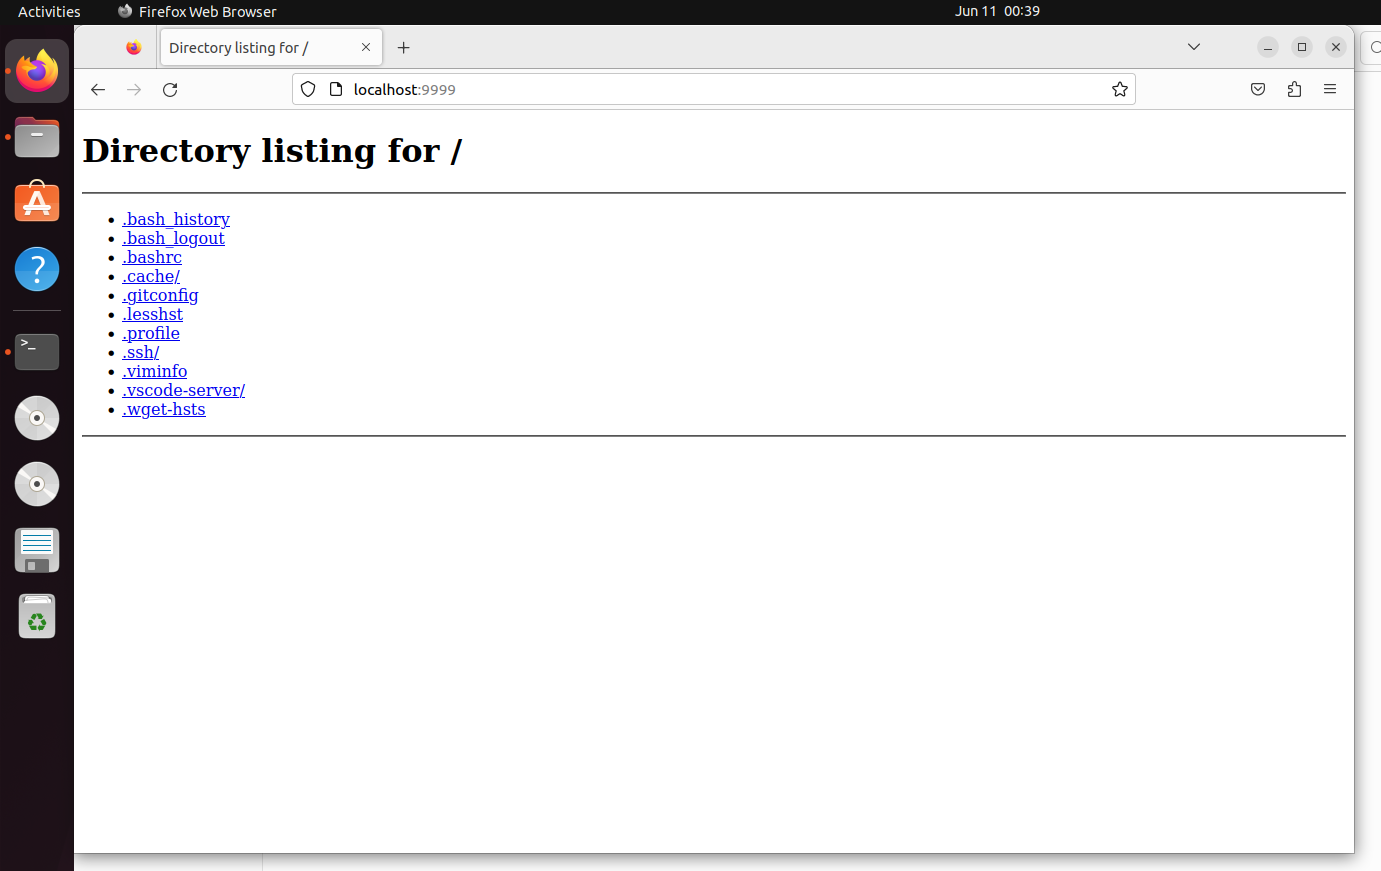 Activities Firefox Web Browser Jun 11 00:39
Directory listing for /
localhost:9999
Directory listing for /
.bash_history
.bash_logout
.bashrc
.cache/
.gitconfig
.lesshst
.profile
.ssh/
.viminfo
.vscode-server/
.wget-hsts